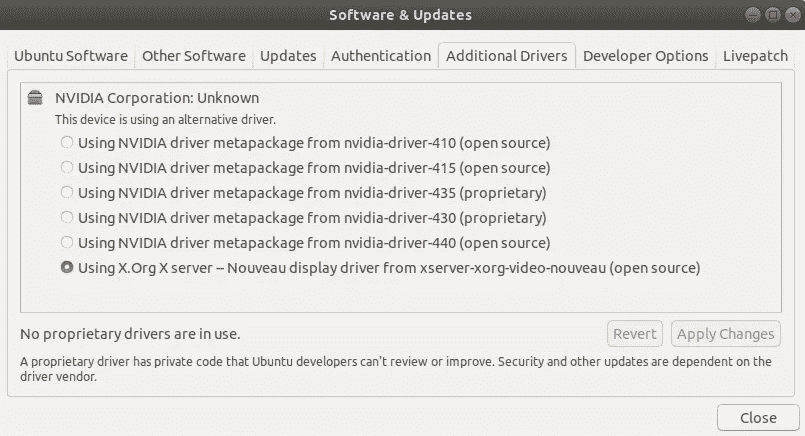 Software & Updates
Ubuntu Software Other Software Updates Authentication Additional Drivers Developer Options Livepatch
NVIDIA Corporation: Unknown
This device is using an alternative driver.
Using NVIDIA driver metapackage from nvidia-driver-410 (open source)
Using NVIDIA driver metapackage from nvidia-driver-415 (open source)
Using NVIDIA driver metapackage from nvidia-driver-435 (proprietary)
Using NVIDIA driver metapackage from nvidia-driver-430 (proprietary)
Using NVIDIA driver metapackage from nvidia-driver-440 (open source)
Using X.Org X server -- Nouveau display driver from xserver-xorg-video-nouveau (open source)
No proprietary drivers are in use. Revert Apply Changes
A proprietary driver has private code that Ubuntu developers can't review or improve. Security and other updates are dependent on the
driver vendor.
Close